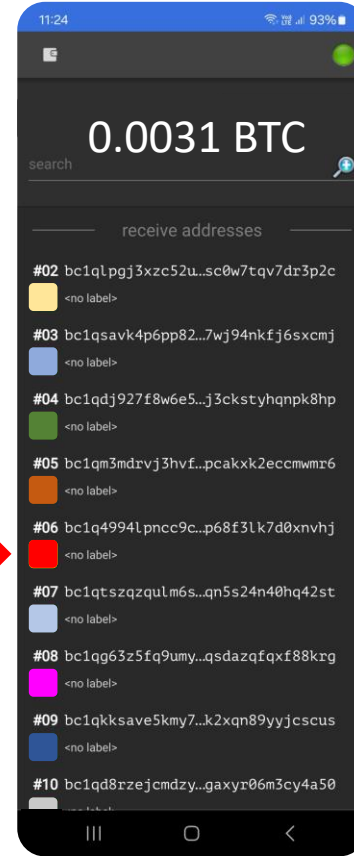 11:24
93%
0.0031 BTC
search
receive addresses
#02 bc1qlpgj3xzc52u…sc0w7tqv7dr3p2c
<no label>
#03 bc1qsavk4p6pp82…7wj94nkfj6sxcmj
<no label>
#04 bc1qdj927f8w6e5…j3ckstyhqnpk8hp
<no label>
#05 bc1qm3mdrvj3hvf…pcakxk2eccmwmr6
<no label>
#06 bc1q4994lpncc9c…p68f3lk7d0xnvhj
<no label>
#07 bc1qtszqzqulm6s…qn5s24n40hq42st
<no label>
#08 bc1qg63z5fq9umy…qsdazqfqxf88krg
<no label>
#09 bc1qkksave5kmy7…k2xqn89yyjcscus
<no label>
#10 bc1qd8rzejcmdzy…gaxyr06m3cy4a50